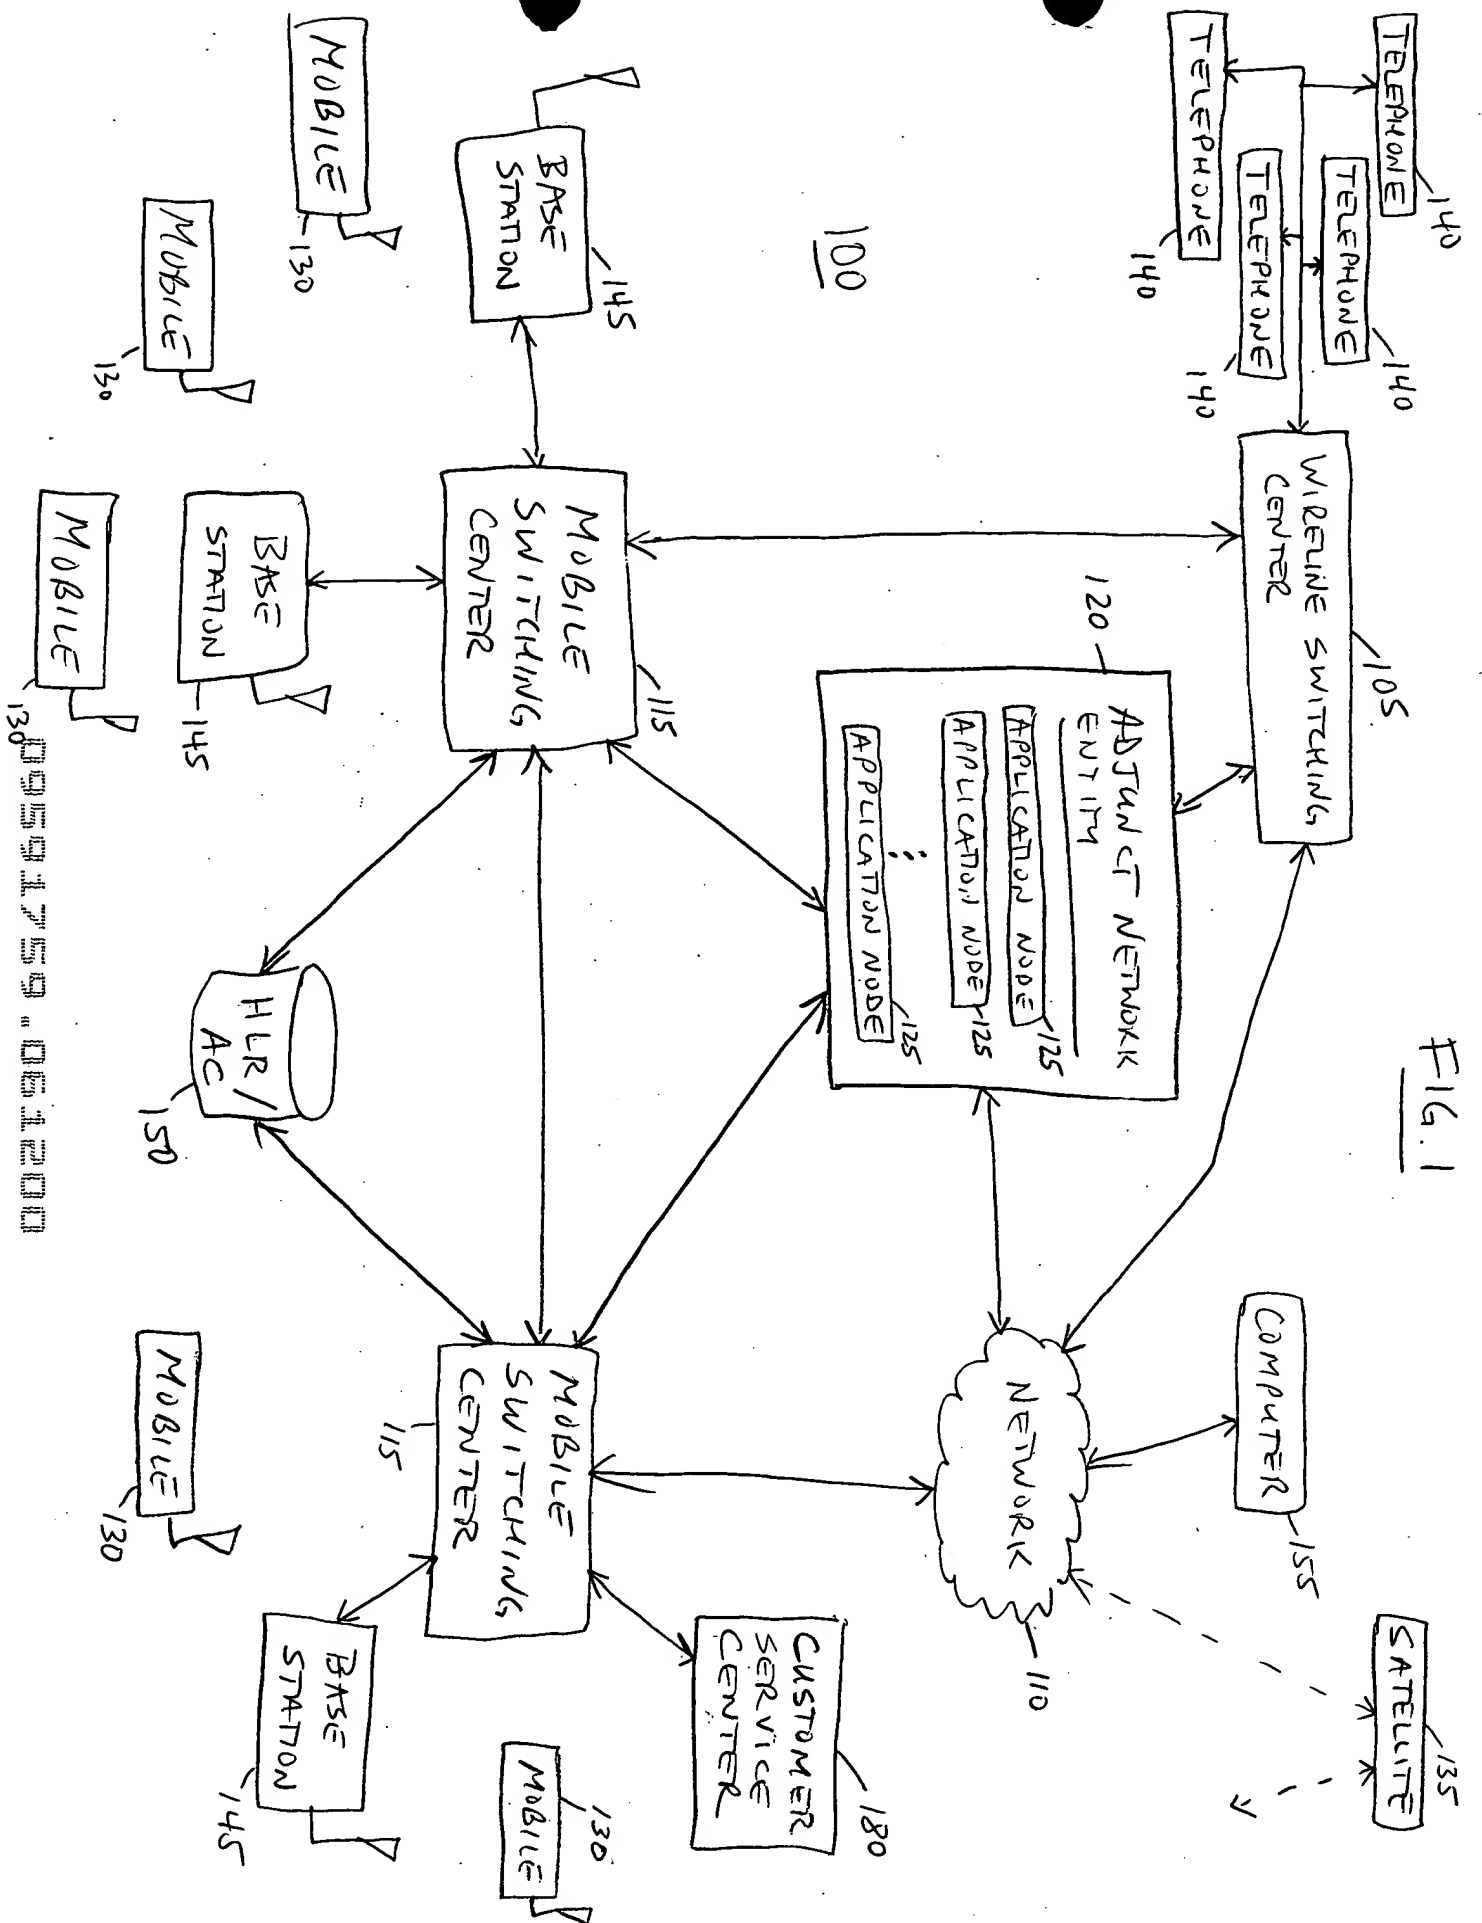 FIG. 1
TELEPHONE
140
TELEPHONE
140
TELEPHONE
140
TELEPHONE
140
WIRELINE SWITCHING
CENTER
105
COMPUTER
155
SATELLITE
135
100
120
ADJUNCT NETWORK
ENTITY
APPLICATION NODE
125
APPLICATION NODE
125
APPLICATION NODE
125
NETWORK
110
BASE
STATION
145
MOBILE
SWITCHING
CENTER
115
MOBILE
SWITCHING
CENTER
115
CUSTOMER
SERVICE
CENTER
180
MOBILE
130
MOBILE
130
MOBILE
130
BASE
STATION
145
HLR/
AC
150
BASE
STATION
145
MOBILE
130
MOBILE
130
09591759.061200